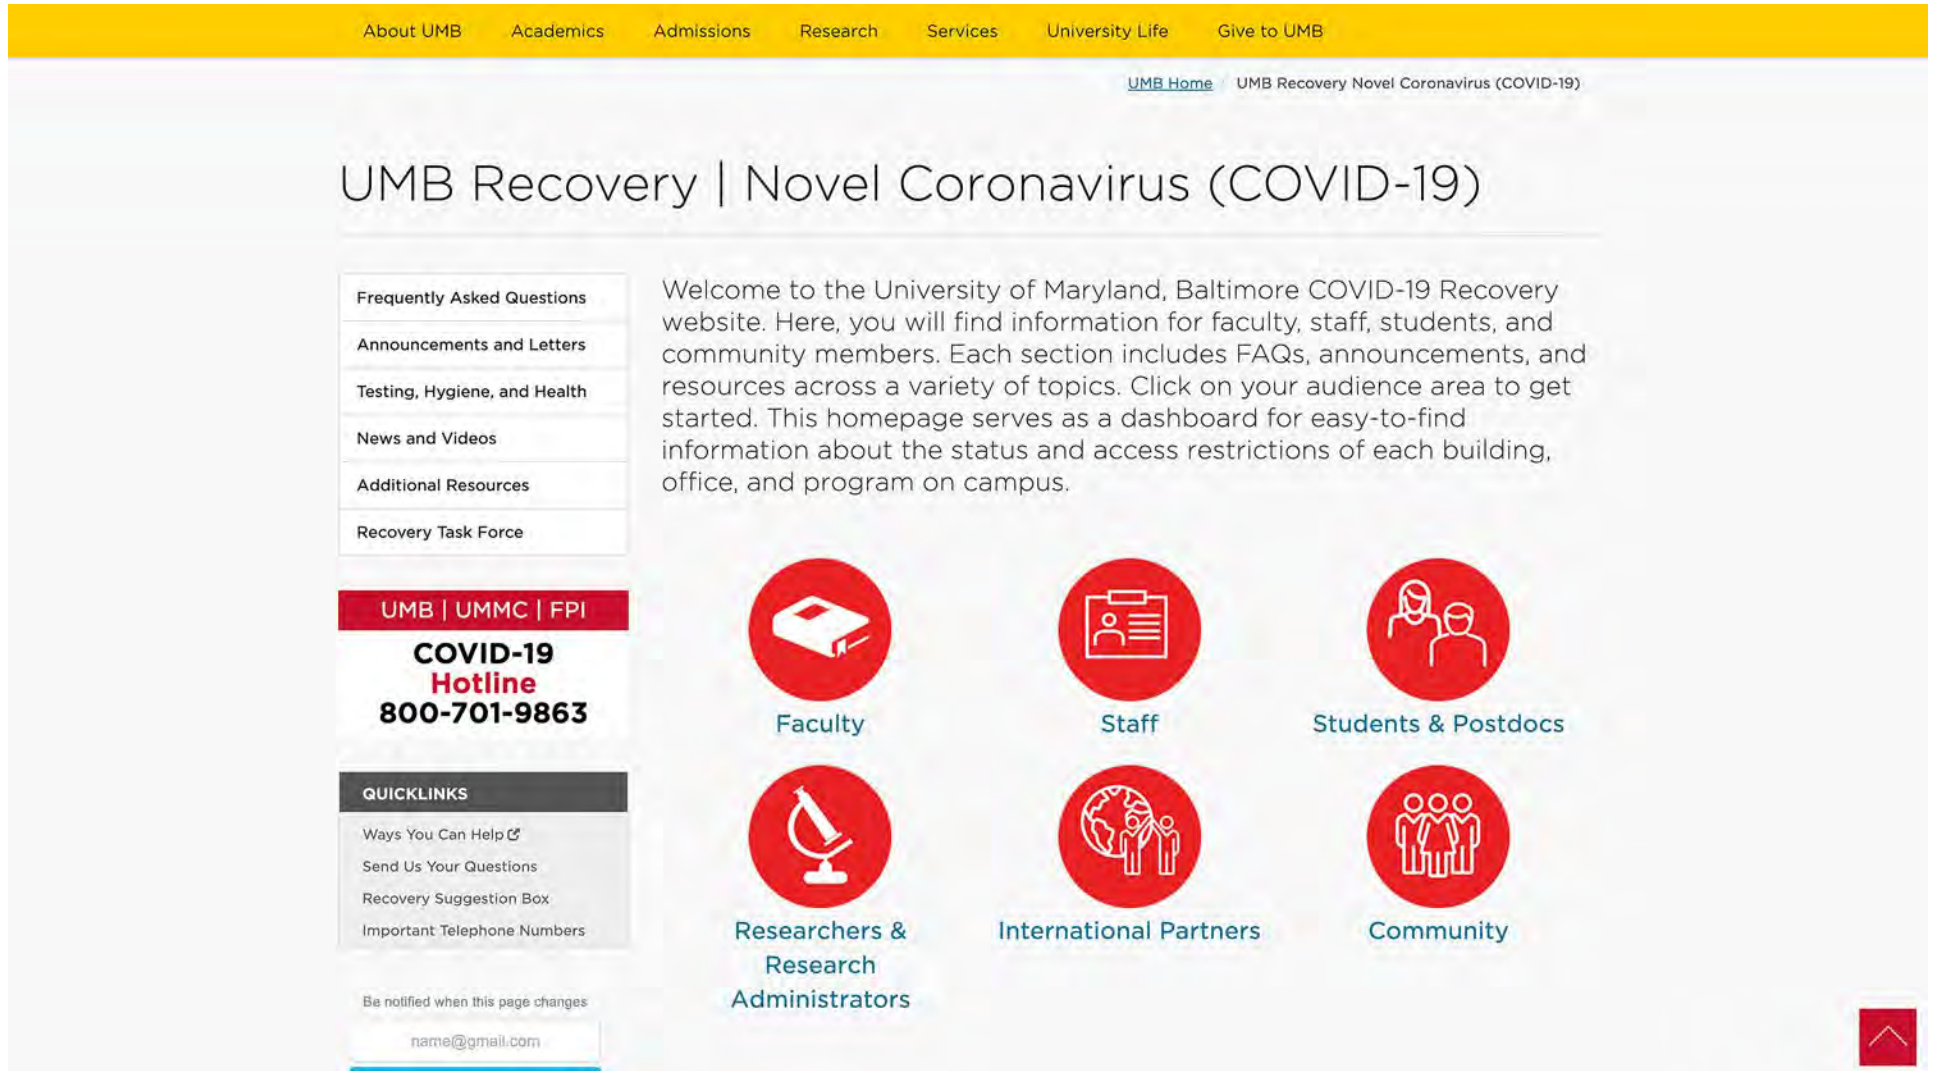 About UMB Academics Admissions Research Services University Life Give to UMB
UMB Home / UMB Recovery Novel Coronavirus (COVID-19)
UMB Recovery | Novel Coronavirus (COVID-19)
Frequently Asked Questions
Announcements and Letters
Testing, Hygiene, and Health
News and Videos
Additional Resources
Recovery Task Force
UMB | UMMC | FPI
COVID-19
Hotline
800-701-9863
QUICKLINKS
Ways You Can Help
Send Us Your Questions
Recovery Suggestion Box
Important Telephone Numbers
Be notified when this page changes
name@gmail.com
Welcome to the University of Maryland, Baltimore COVID-19 Recovery
website. Here, you will find information for faculty, staff, students, and
community members. Each section includes FAQs, announcements, and
resources across a variety of topics. Click on your audience area to get
started. This homepage serves as a dashboard for easy-to-find
information about the status and access restrictions of each building,
office, and program on campus.
Faculty
Staff
Students & Postdocs
Researchers &
Research
Administrators
International Partners
Community